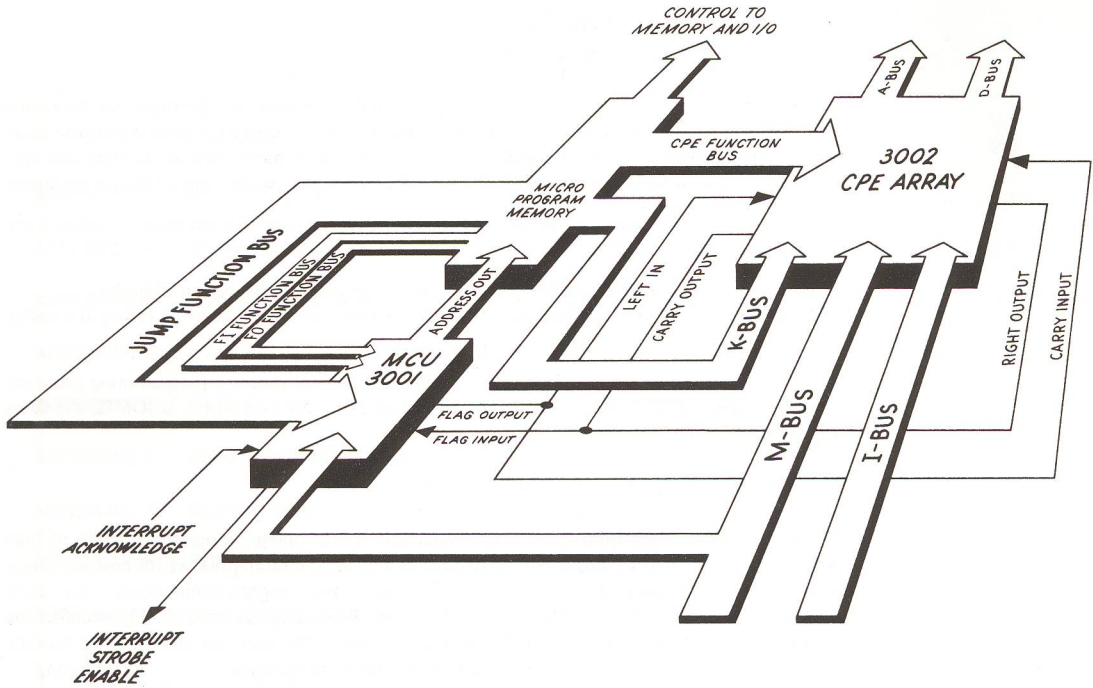 CONTROL TO
MEMORY AND I/O
A-BUS
D-BUS
CPE FUNCTION
BUS
3002
CPE ARRAY
MICRO
PROGRAM
MEMORY
JUMP FUNCTION BUS
FI FUNCTION BUS
FO FUNCTION BUS
ADDRESS OUT
LEFT IN
CARRY OUTPUT
K-BUS
RIGHT OUTPUT
CARRY INPUT
MCU
3001
FLAG OUTPUT
FLAG INPUT
M-BUS
I-BUS
INTERRUPT
ACKNOWLEDGE
INTERRUPT
STROBE
ENABLE